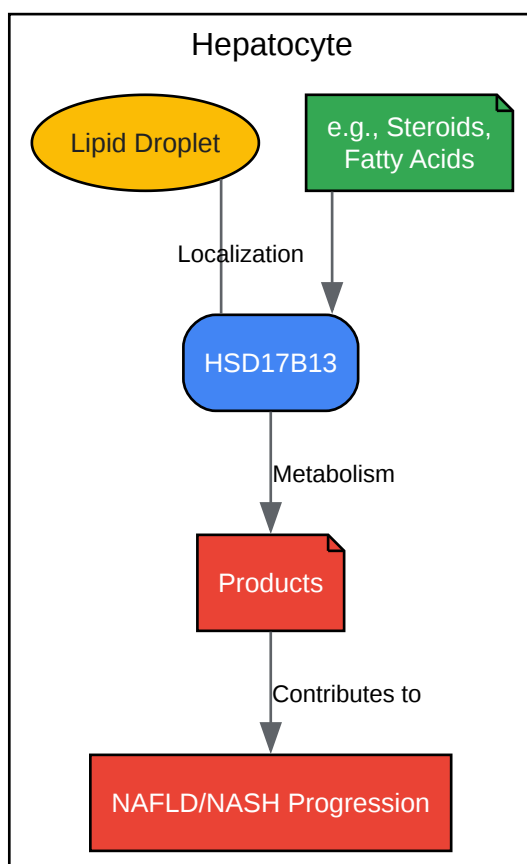 Hepatocyte
Lipid Droplet
e.g., Steroids,
Fatty Acids
Localization
HSD17B13
Metabolism
Products
Contributes to
NAFLD/NASH Progression